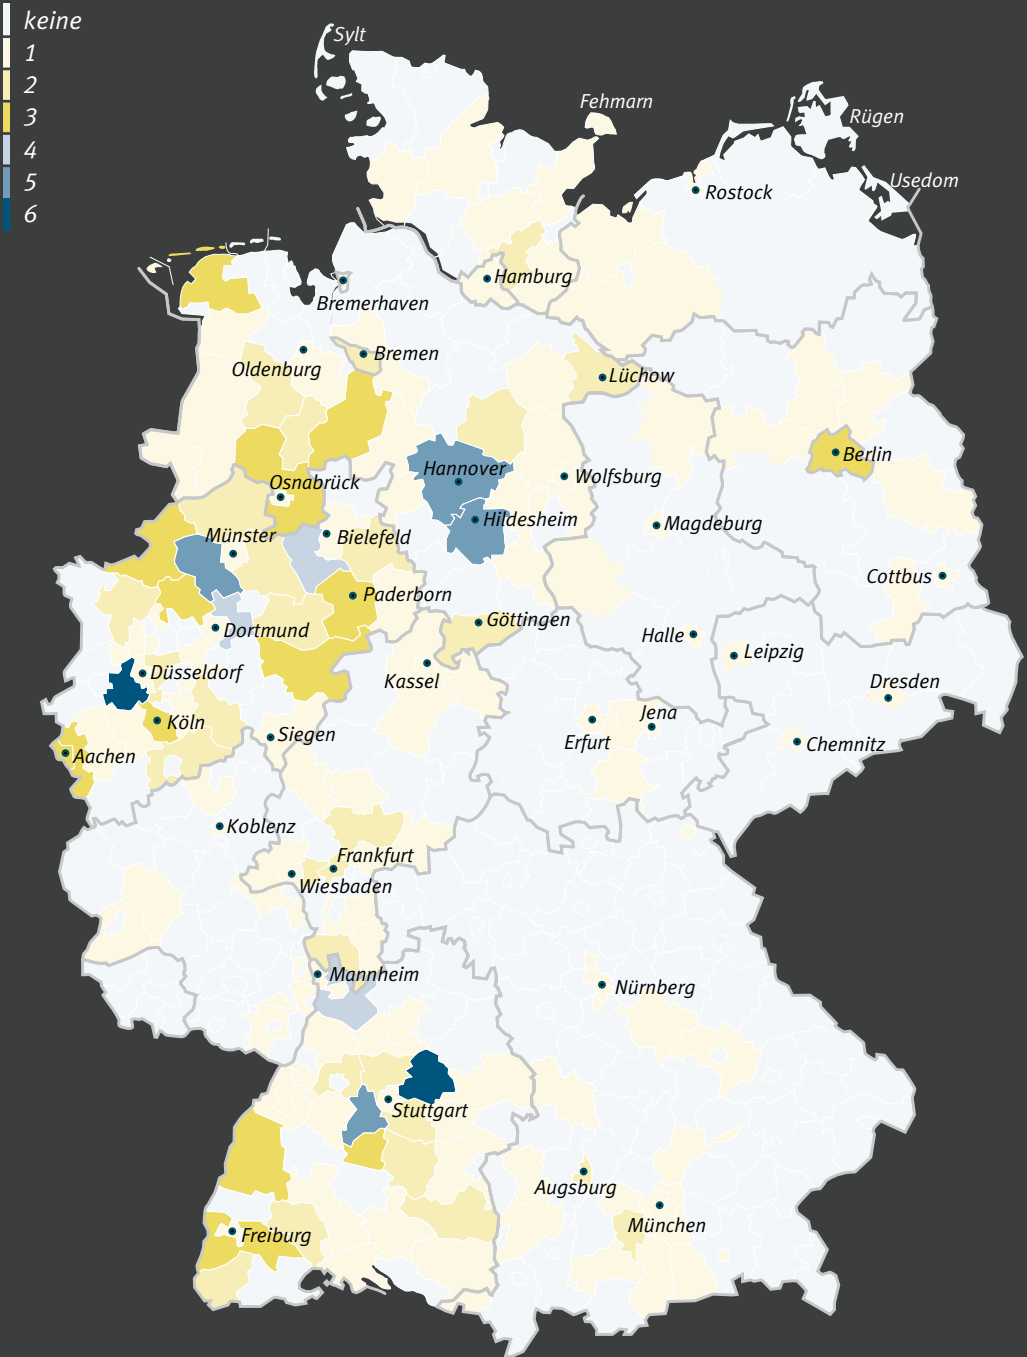 keine
1
2
3
4
5
6
Sylt
Fehmarn
Rügen
Usedom
Rostock
Hamburg
Bremerhaven
Bremen
Oldenburg
Lüchow
Berlin
Hannover
Wolfsburg
Osnabrück
Hildesheim
Magdeburg
Münster
Bielefeld
Cottbus
Paderborn
Göttingen
Dortmund
Halle
Leipzig
Düsseldorf
Kassel
Dresden
Köln
Siegen
Erfurt
Jena
Chemnitz
Aachen
Koblenz
Frankfurt
Wiesbaden
Mannheim
Nürnberg
Stuttgart
Augsburg
München
Freiburg